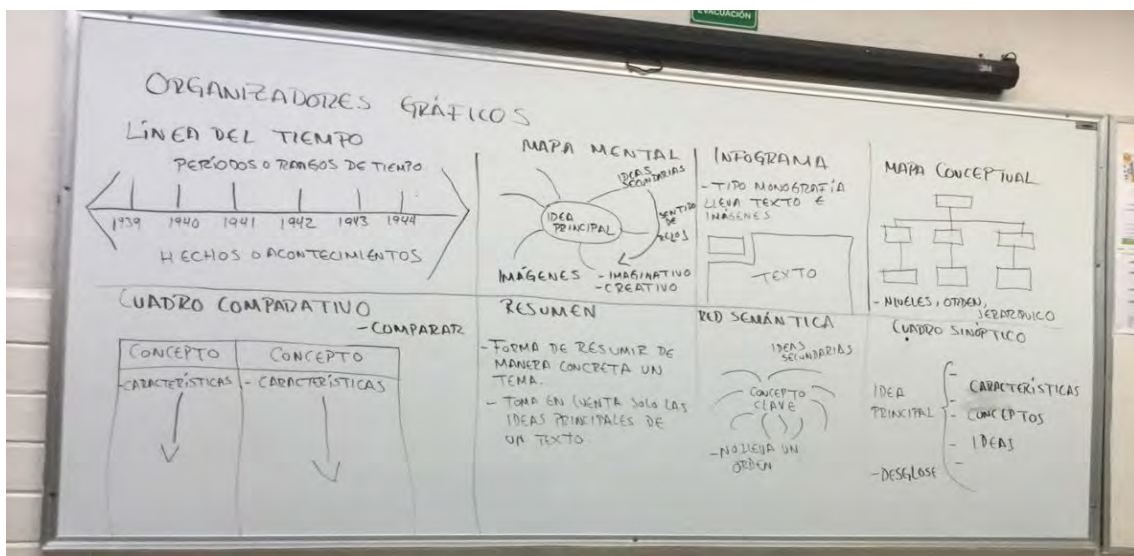 EVACUACIÓN
ORGANIZADORES GRÁFICOS
LÍNEA DEL TIEMPO
PERÍODOS O RANGOS DE TIEMPO
1939 1940 1941 1942 1943 1944
HECHOS O ACONTECIMIENTOS
MAPA MENTAL
IDEAS
SECUNDARIAS
IDEA
PRINCIPAL
SENTIDO
DE
RELOJ
IMÁGENES - IMAGINATIVO
- CREATIVO
INFOGRAMA
- TIPO MONOGRAFÍA
LLEVA TEXTO E
IMÁGENES
TEXTO
MAPA CONCEPTUAL
- NIVELES, ORDEN,
JERARQUICO
CUADRO COMPARATIVO
- COMPARAR
CONCEPTO CONCEPTO
- CARACTERÍSTICAS - CARACTERÍSTICAS
RESUMEN
- FORMA DE RESUMIR DE
MANERA CONCRETA UN
TEMA.
- TOMA EN CUENTA SOLO LAS
IDEAS PRINCIPALES DE
UN TEXTO.
RED SEMÁNTICA
IDEAS
SECUNDARIAS
CONCEPTO
CLAVE
- NO LLEVA UN
ORDEN
CUADRO SINÓPTICO
IDEA
PRINCIPAL
-
- CARACTERÍSTICAS
- CONCEPTOS
- IDEAS
-
- DESGLOSE